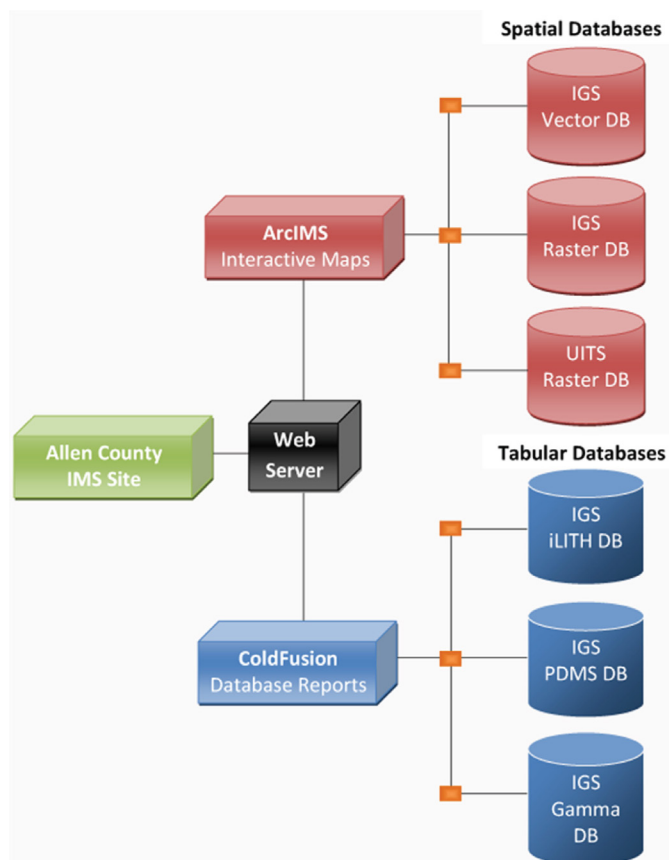 Spatial Databases
IGS
Vector DB
ArcIMS
Interactive Maps
IGS
Raster DB
UITS
Raster DB
Allen County
IMS Site
Web
Server
Tabular Databases
IGS
iLITH DB
ColdFusion
Database Reports
IGS
PDMS DB
IGS
Gamma
DB